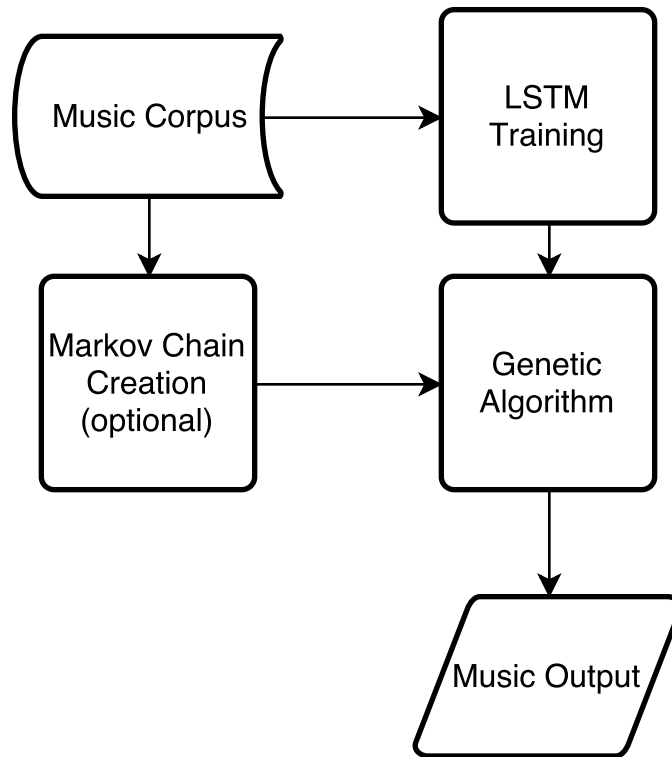 Music Corpus
LSTM
Training
Markov Chain
Creation
(optional)
Genetic
Algorithm
Music Output